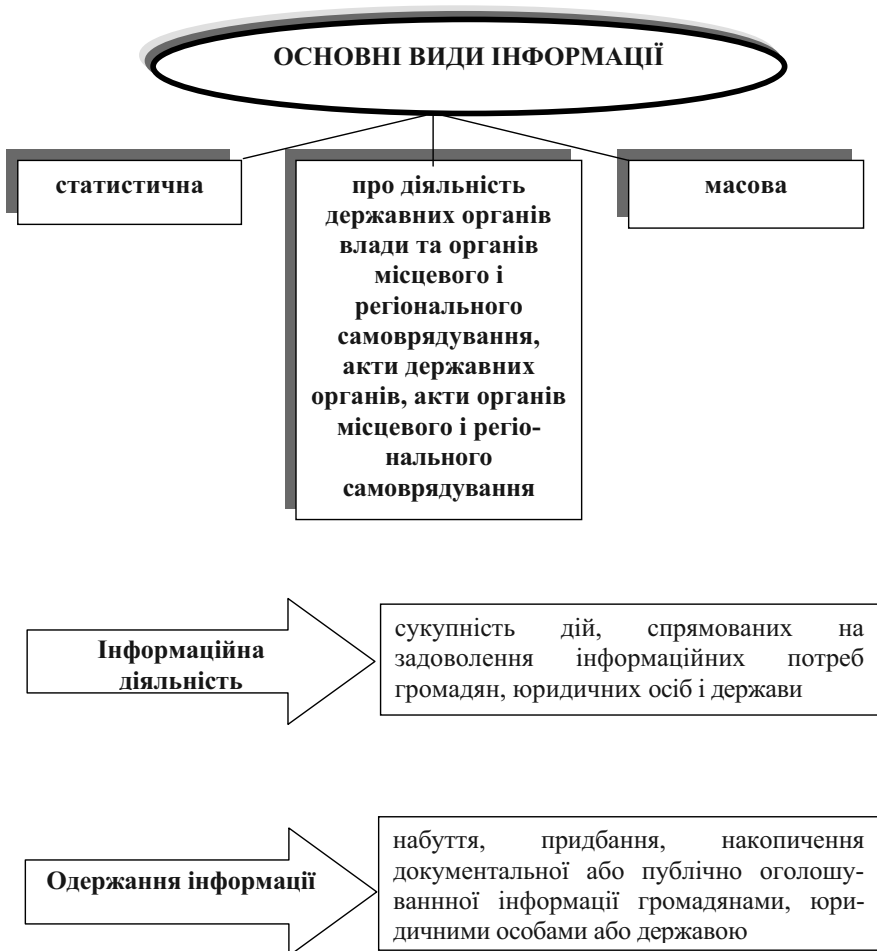 ОСНОВНІ ВИДИ ІНФОРМАЦІЇ
статистична
про діяльність
державних органів
влади та органів
місцевого і
регіонального
самоврядування,
акти державних
органів, акти органів
місцевого і регіо-
нального
самоврядування
масова
Інформаційна
діяльність
сукупність дій, спрямованих на
задоволення інформаційних потреб
громадян, юридичних осіб і держави
Одержання інформації
набуття, придбання, накопичення
документальної або публічно оголошу-
ваннної інформації громадянами, юри-
дичними особами або державою